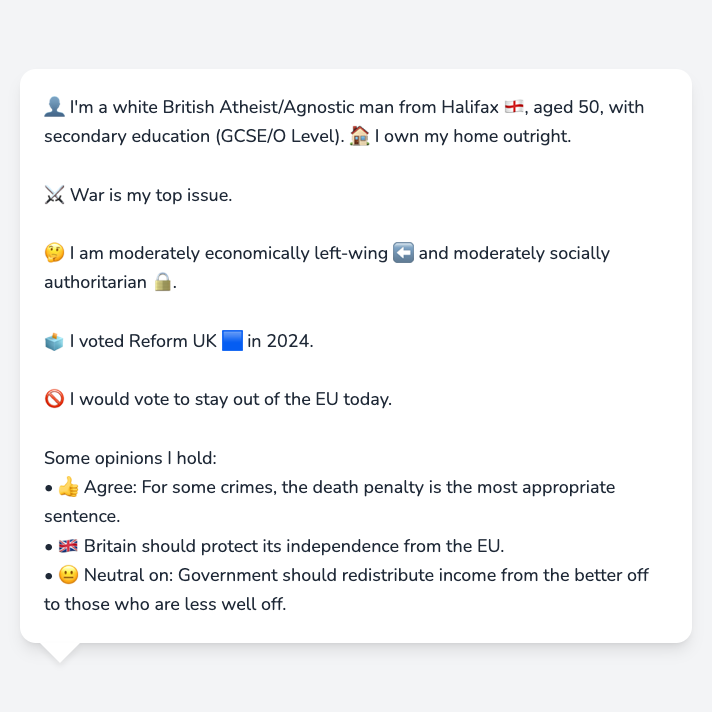 👤 I'm a white British Atheist/Agnostic man from Halifax 🏴󠁧󠁢󠁥󠁮󠁧󠁿, aged 50, with
secondary education (GCSE/O Level). 🏠 I own my home outright.
⚔️ War is my top issue.
🤔 I am moderately economically left-wing ⬅️ and moderately socially
authoritarian 🔒.
🗳️ I voted Reform UK 🟦 in 2024.
🚫 I would vote to stay out of the EU today.
Some opinions I hold:
• 👍 Agree: For some crimes, the death penalty is the most appropriate
sentence.
• 🇬🇧 Britain should protect its independence from the EU.
• 😐 Neutral on: Government should redistribute income from the better off
to those who are less well off.